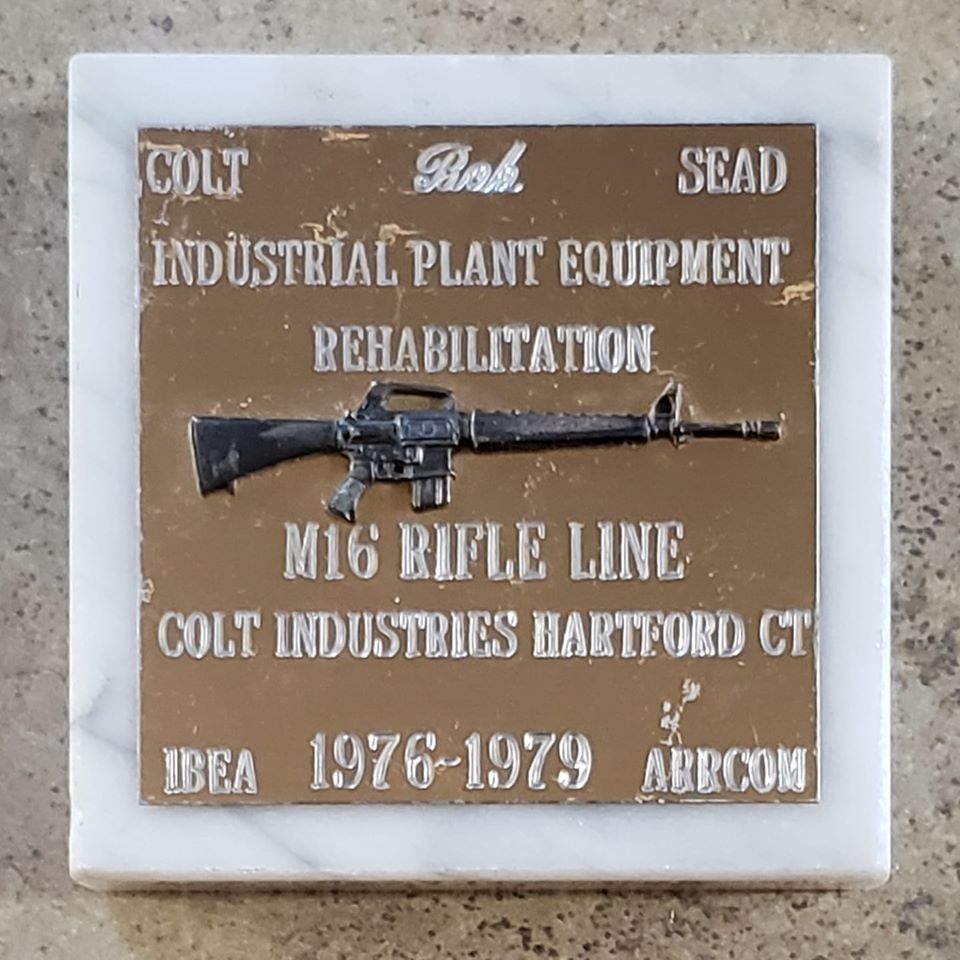 COLT Bob SEAD
INDUSTRIAL PLANT EQUIPMENT
REHABILITATION
M16 RIFLE LINE
COLT INDUSTRIES HARTFORD CT
IBEA 1976-1979 ARRCOM